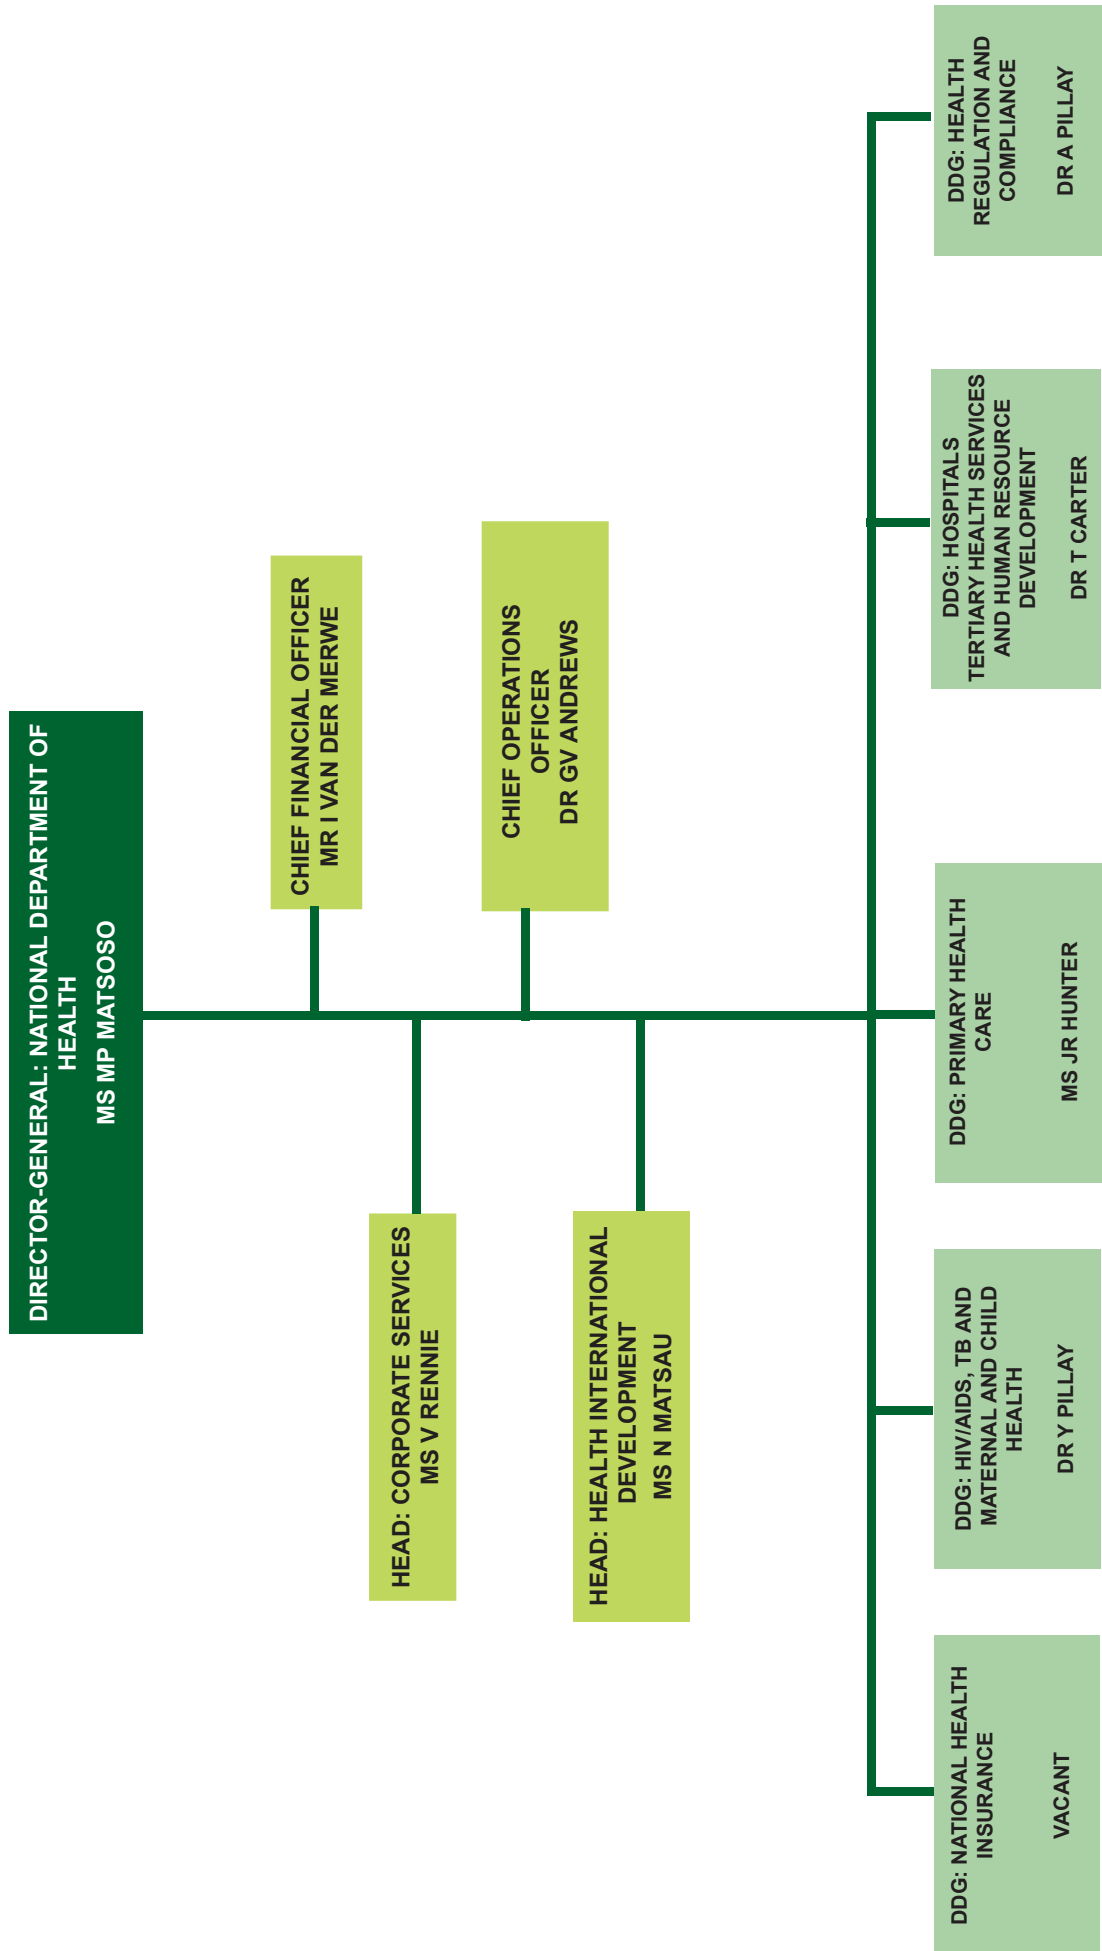 DIRECTOR-GENERAL: NATIONAL DEPARTMENT OF
HEALTH
MS MP MATSOSO
CHIEF FINANCIAL OFFICER
MR I VAN DER MERWE
HEAD: CORPORATE SERVICES
MS V RENNIE
CHIEF OPERATIONS
OFFICER
DR GV ANDREWS
HEAD: HEALTH INTERNATIONAL
DEVELOPMENT
MS N MATSAU
DDG: NATIONAL HEALTH
INSURANCE
VACANT
DDG: HIV/AIDS, TB AND
MATERNAL AND CHILD
HEALTH
DR Y PILLAY
DDG: PRIMARY HEALTH
CARE
MS JR HUNTER
DDG: HOSPITALS
TERTIARY HEALTH SERVICES
AND HUMAN RESOURCE
DEVELOPMENT
DR T CARTER
DDG: HEALTH
REGULATION AND
COMPLIANCE
DR A PILLAY